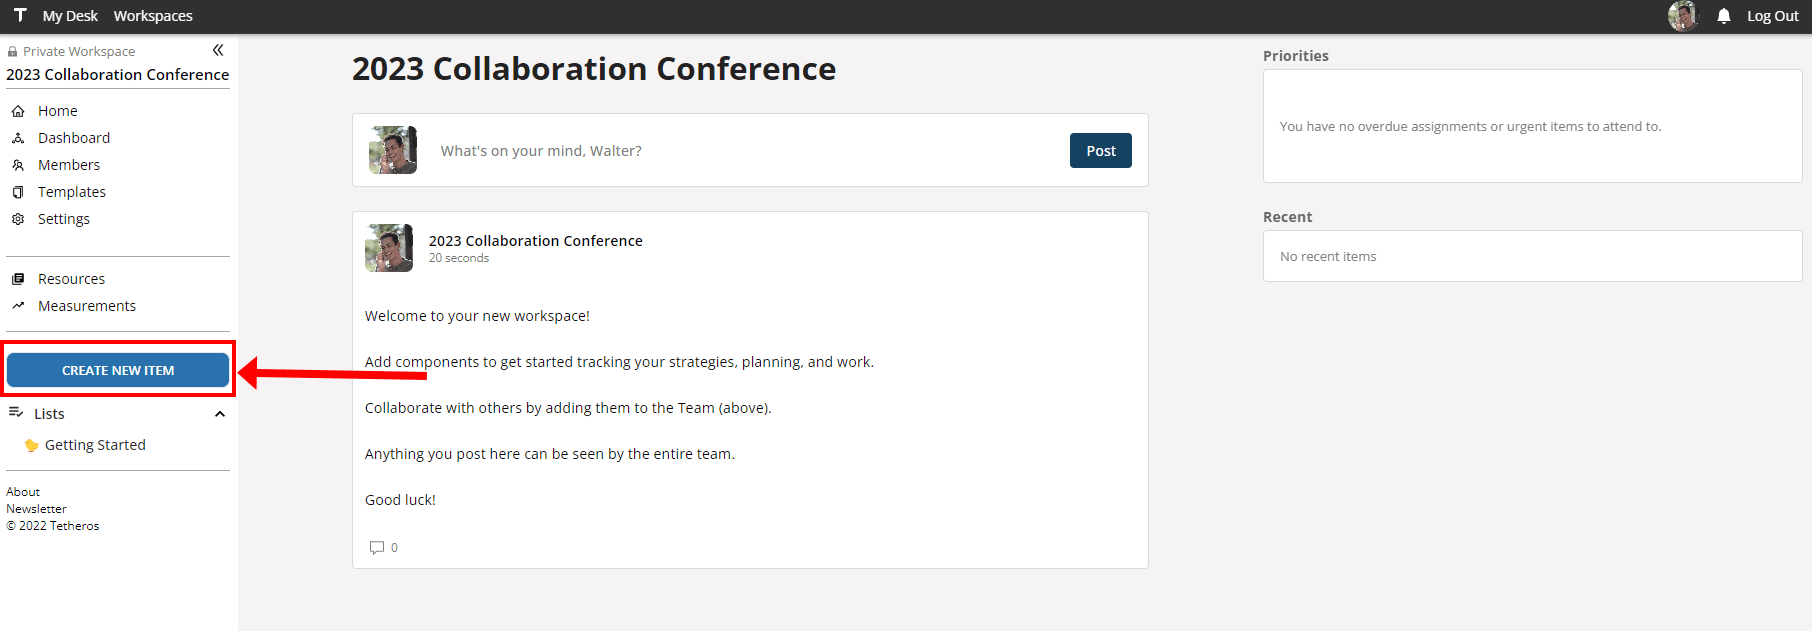 T My Desk Workspaces Log Out
Private Workspace
2023 Collaboration Conference
Home
Dashboard
Members
Templates
Settings
Resources
Measurements
CREATE NEW ITEM
Lists
Getting Started
About
Newsletter
© 2022 Tetheros
2023 Collaboration Conference
What's on your mind, Walter?
Post
2023 Collaboration Conference
20 seconds
Welcome to your new workspace!
Add components to get started tracking your strategies, planning, and work.
Collaborate with others by adding them to the Team (above).
Anything you post here can be seen by the entire team.
Good luck!
0
Priorities
You have no overdue assignments or urgent items to attend to.
Recent
No recent items